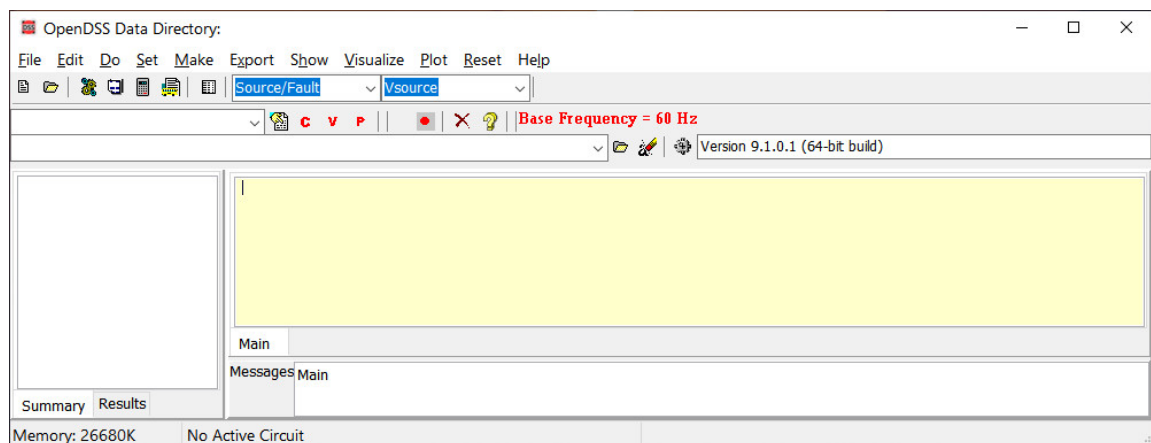 OpenDSS Data Directory:
File Edit Do Set Make Export Show Visualize Plot Reset Help
Source/Fault Vsource
C V P Base Frequency = 60 Hz
Version 9.1.0.1 (64-bit build)
Main
Messages Main
Summary Results
Memory: 26680K No Active Circuit